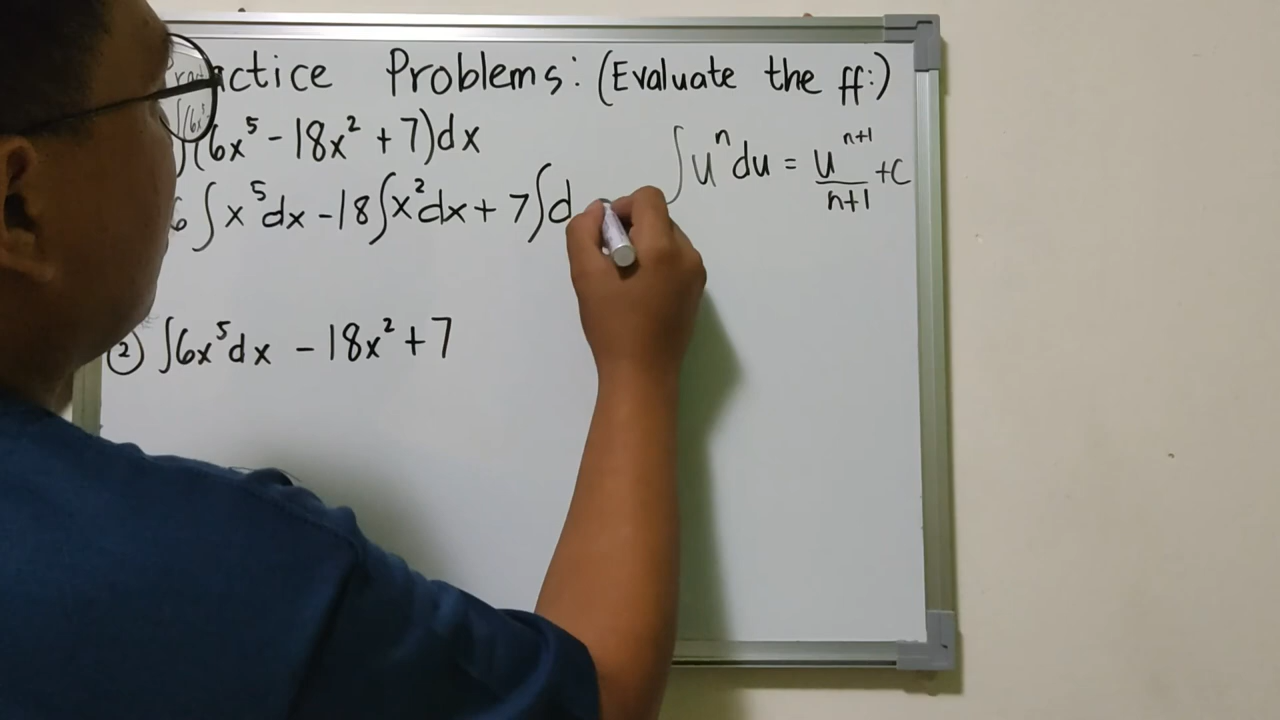 actice Problems: (Evaluate the ff:)
∫(6x⁵ - 18x² + 7)dx
∫uⁿdu = uⁿ⁺¹/n+1 + c
6∫x⁵dx - 18∫x²dx + 7∫d
② ∫6x⁵dx - 18x² + 7